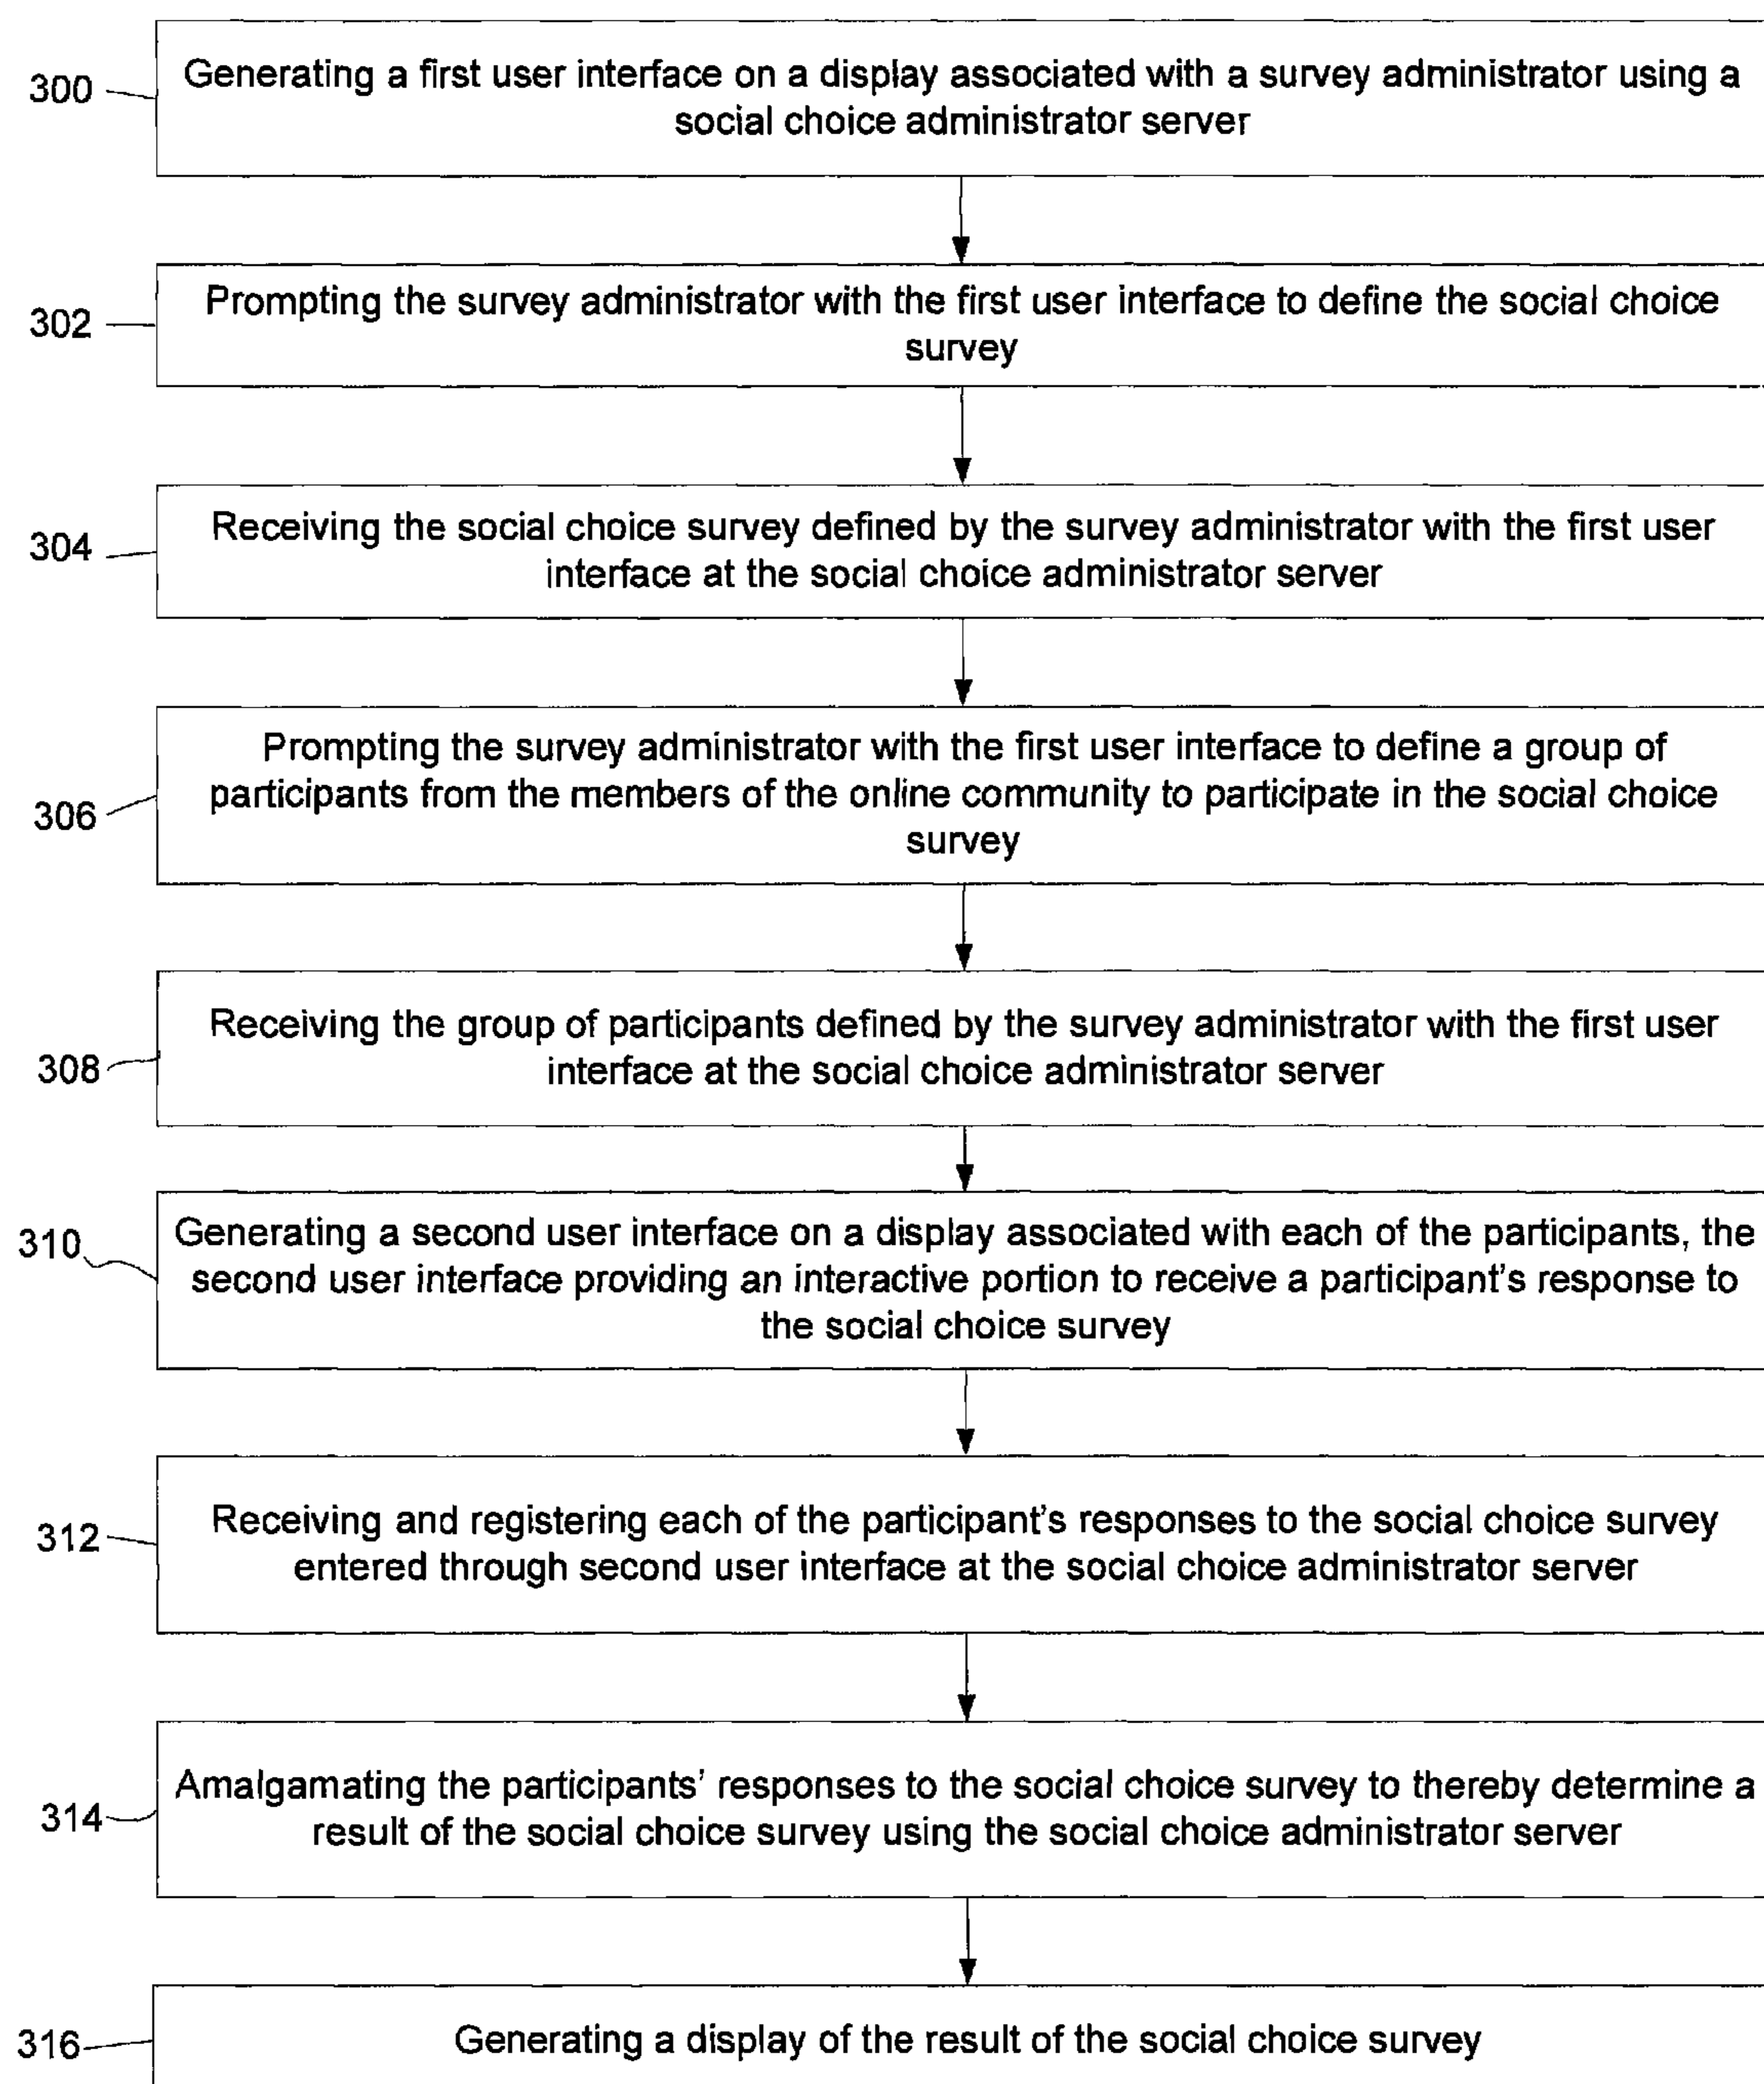 300
Generating a first user interface on a display associated with a survey administrator using a
social choice administrator server
302
Prompting the survey administrator with the first user interface to define the social choice
survey
304
Receiving the social choice survey defined by the survey administrator with the first user
interface at the social choice administrator server
306
Prompting the survey administrator with the first user interface to define a group of
participants from the members of the online community to participate in the social choice
survey
308
Receiving the group of participants defined by the survey administrator with the first user
interface at the social choice administrator server
310
Generating a second user interface on a display associated with each of the participants, the
second user interface providing an interactive portion to receive a participant's response to
the social choice survey
312
Receiving and registering each of the participant's responses to the social choice survey
entered through second user interface at the social choice administrator server
314
Amalgamating the participants' responses to the social choice survey to thereby determine a
result of the social choice survey using the social choice administrator server
316
Generating a display of the result of the social choice survey